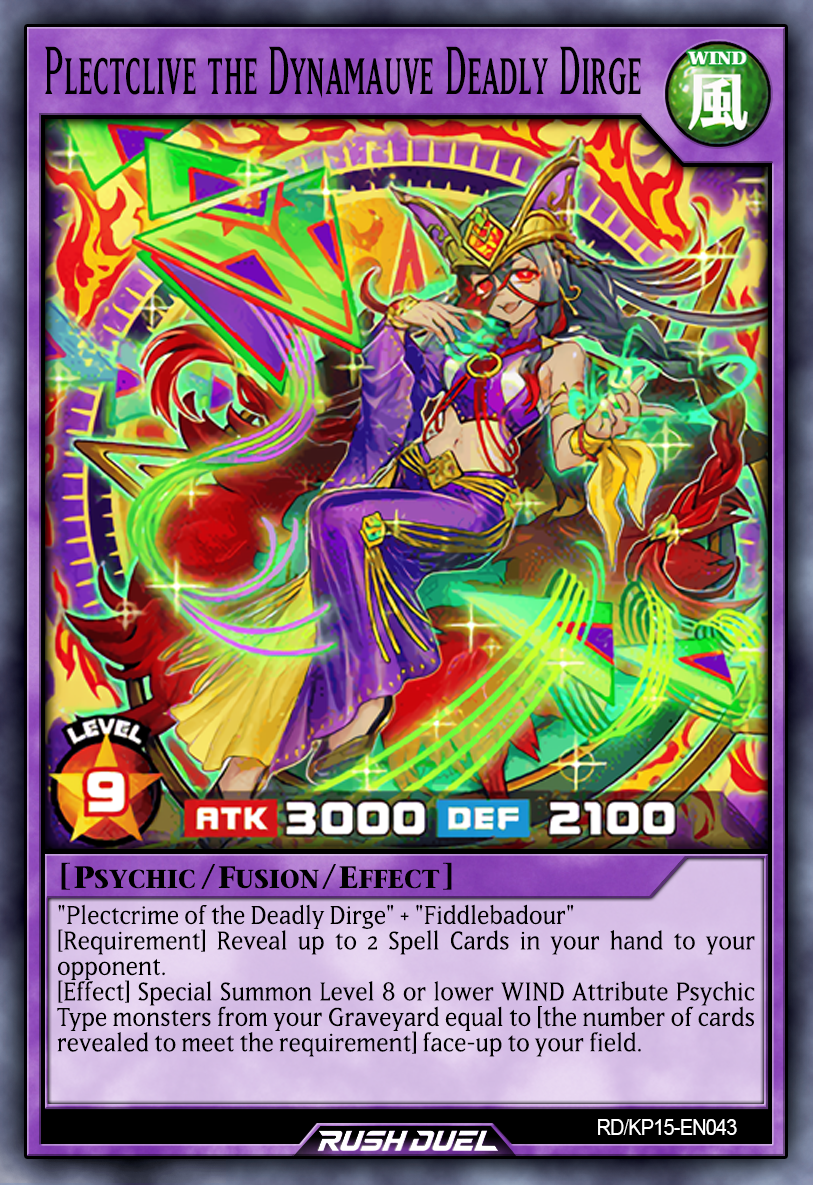 Plectclive the Dynamauve Deadly Dirge
WIND
風
LEVEL
9
ATK 3000 DEF 2100
[Psychic/Fusion/Effect]
"Plectcrime of the Deadly Dirge" + "Fiddlebadour"
[Requirement] Reveal up to 2 Spell Cards in your hand to your
opponent.
[Effect] Special Summon Level 8 or lower WIND Attribute Psychic
Type monsters from your Graveyard equal to [the number of cards
revealed to meet the requirement] face-up to your field.
RD/KP15-EN043
RUSH DUEL